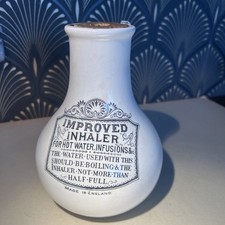 IMPROVED
INHALER
FOR HOT WATER, INFUSIONS &c
THE WATER USED WITH THIS
SHOULD·BE·BOILING & THE
INHALER·NOT·MORE·THAN
HALF·FULL.
MADE IN ENGLAND